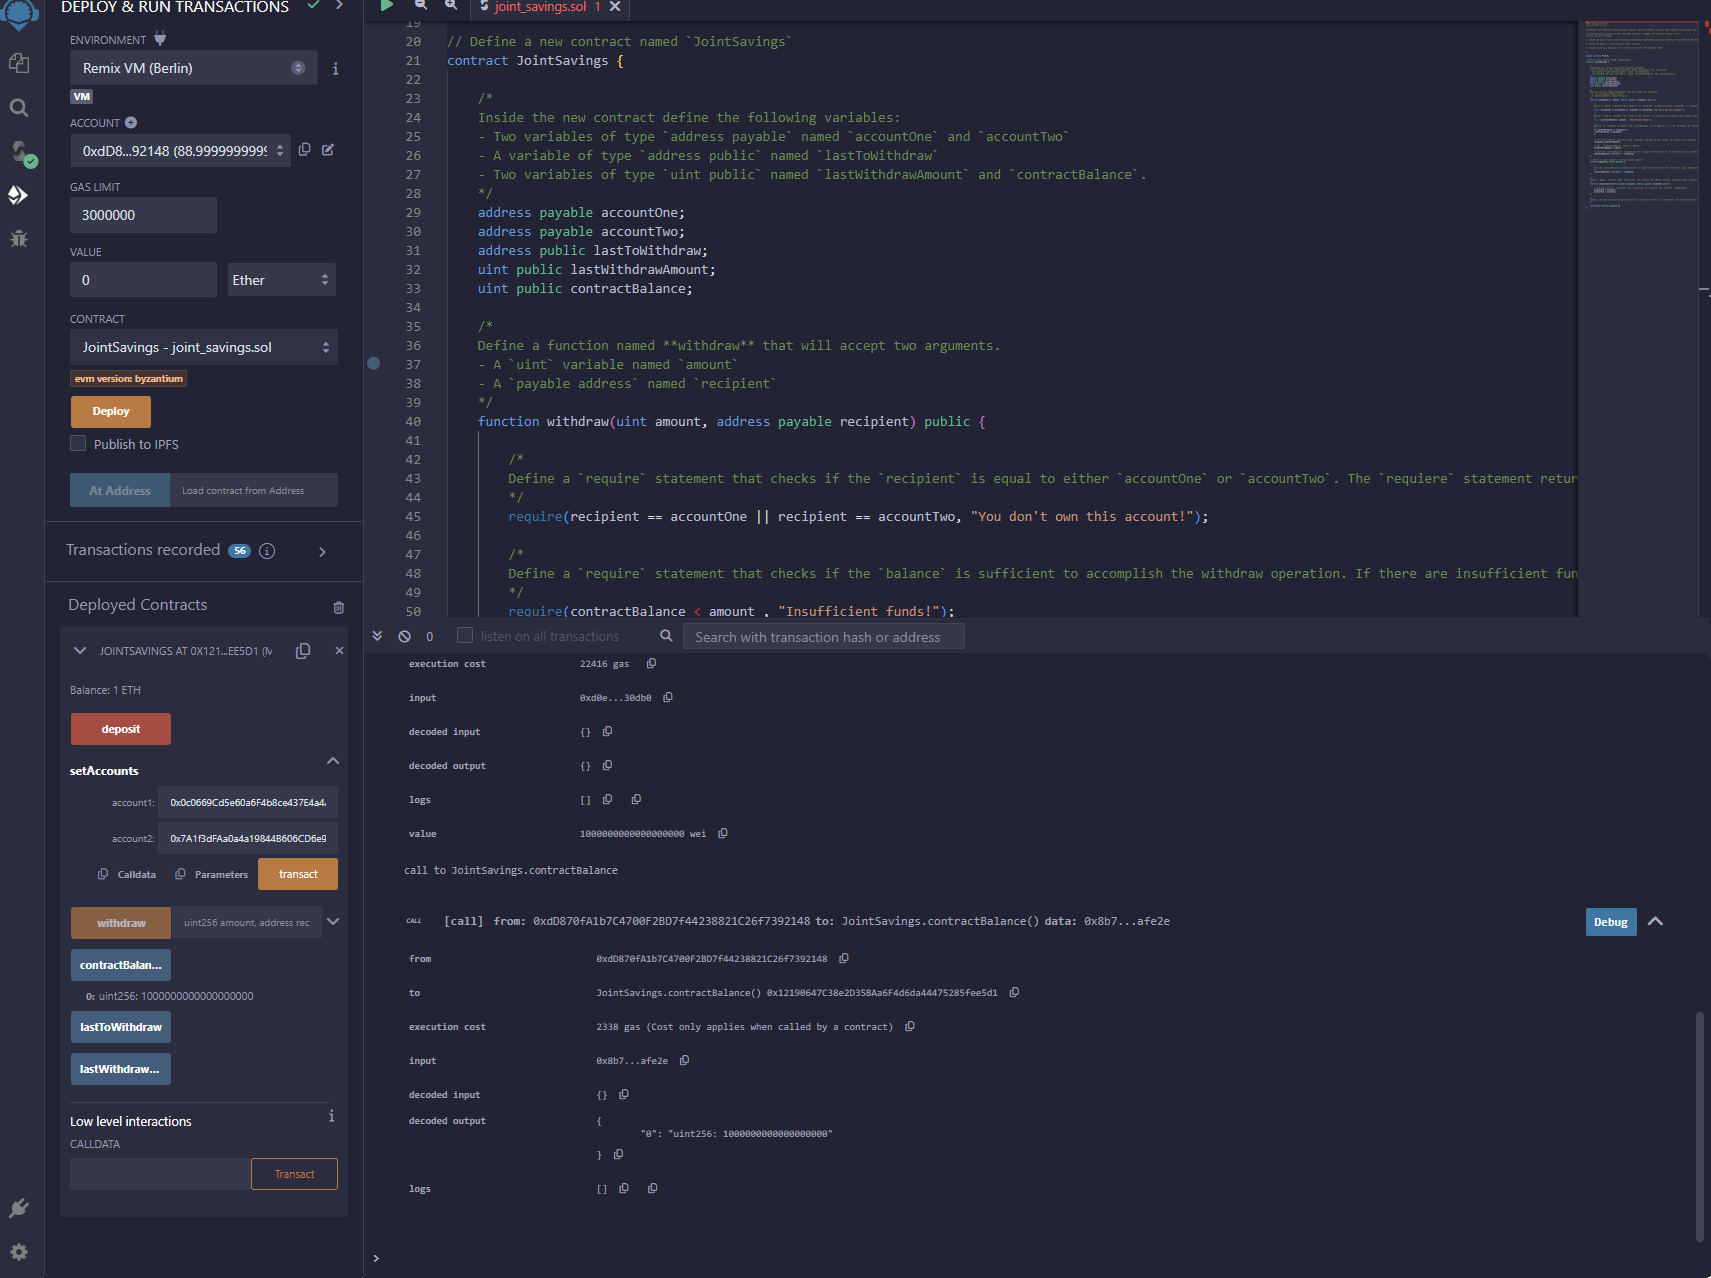 DEPLOY & RUN TRANSACTIONS
ENVIRONMENT
Remix VM (Berlin)
VM
ACCOUNT
0xdD8...92148 (88.9999999999
GAS LIMIT
3000000
VALUE
0
Ether
CONTRACT
JointSavings - joint_savings.sol
evm version: byzantium
Deploy
Publish to IPFS
At Address
Load contract from Address
Transactions recorded 56
Deployed Contracts
JOINTSAVINGS AT 0X121...EE5D1 (M
Balance: 1 ETH
deposit
setAccounts
account1: 0x0c0669Cd5e60a6F4b8ce437E4a4
account2: 0x7A1f3dFAa0a4a19844B606CD6e9
Calldata
Parameters
transact
withdraw
uint256 amount, address rec
contractBalan...
0: uint256: 1000000000000000000
lastToWithdraw
lastWithdraw...
Low level interactions
CALLDATA
Transact
joint_savings.sol 1
19
20 // Define a new contract named `JointSavings`
21 contract JointSavings {
22
23 /*
24 Inside the new contract define the following variables:
25 - Two variables of type `address payable` named `accountOne` and `accountTwo`
26 - A variable of type `address public` named `lastToWithdraw`
27 - Two variables of type `uint public` named `lastWithdrawAmount` and `contractBalance`.
28 */
29 address payable accountOne;
30 address payable accountTwo;
31 address public lastToWithdraw;
32 uint public lastWithdrawAmount;
33 uint public contractBalance;
34
35 /*
36 Define a function named **withdraw** that will accept two arguments.
37 - A `uint` variable named `amount`
38 - A `payable address` named `recipient`
39 */
40 function withdraw(uint amount, address payable recipient) public {
41
42 /*
43 Define a `require` statement that checks if the `recipient` is equal to either `accountOne` or `accountTwo`. The `requiere` statement retur
44 */
45 require(recipient == accountOne || recipient == accountTwo, "You don't own this account!");
46
47 /*
48 Define a `require` statement that checks if the `balance` is sufficient to accomplish the withdraw operation. If there are insufficient fun
49 */
50 require(contractBalance < amount , "Insufficient funds!");
0
listen on all transactions
Search with transaction hash or address
execution cost 22416 gas
input 0xd0e...30db0
decoded input {}
decoded output {}
logs []
value 1000000000000000000 wei
call to JointSavings.contractBalance
CALL [call] from: 0xdD870fA1b7C4700F2BD7f44238821C26f7392148 to: JointSavings.contractBalance() data: 0x8b7...afe2e
Debug
from 0xdD870fA1b7C4700F2BD7f44238821C26f7392148
to JointSavings.contractBalance() 0x12190647C38e2D35BAa6F4d6da44475285fee5d1
execution cost 2338 gas (Cost only applies when called by a contract)
input 0x8b7...afe2e
decoded input {}
decoded output {
"0": "uint256: 1000000000000000000"
}
logs []
>